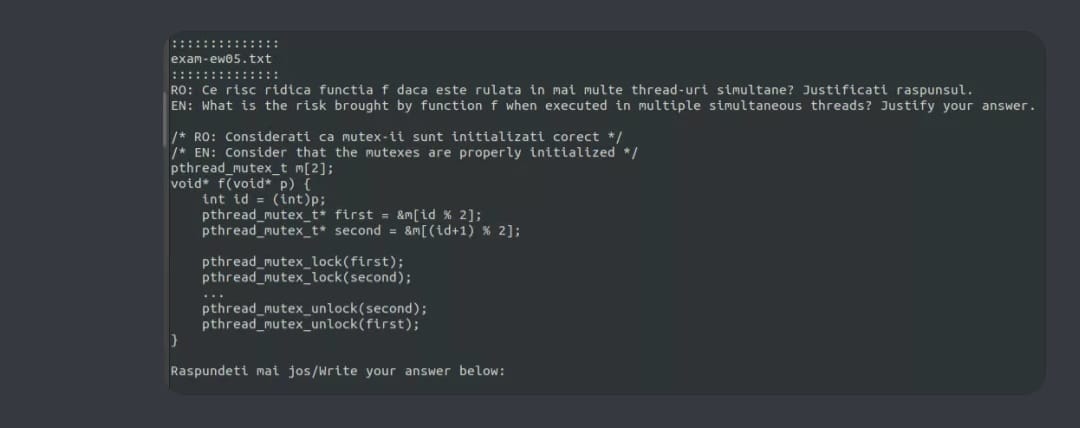 ::::::::::::::
exam-ew05.txt
::::::::::::::
RO: Ce risc ridica functia f daca este rulata in mai multe thread-uri simultane? Justificati raspunsul.
EN: What is the risk brought by function f when executed in multiple simultaneous threads? Justify your answer.
/* RO: Considerati ca mutex-ii sunt initializati corect */
/* EN: Consider that the mutexes are properly initialized */
pthread_mutex_t m[2];
void* f(void* p) {
    int id = (int)p;
    pthread_mutex_t* first = &m[id % 2];
    pthread_mutex_t* second = &m[(id+1) % 2];
    pthread_mutex_lock(first);
    pthread_mutex_lock(second);
    ...
    pthread_mutex_unlock(second);
    pthread_mutex_unlock(first);
}
Raspundeti mai jos/Write your answer below: